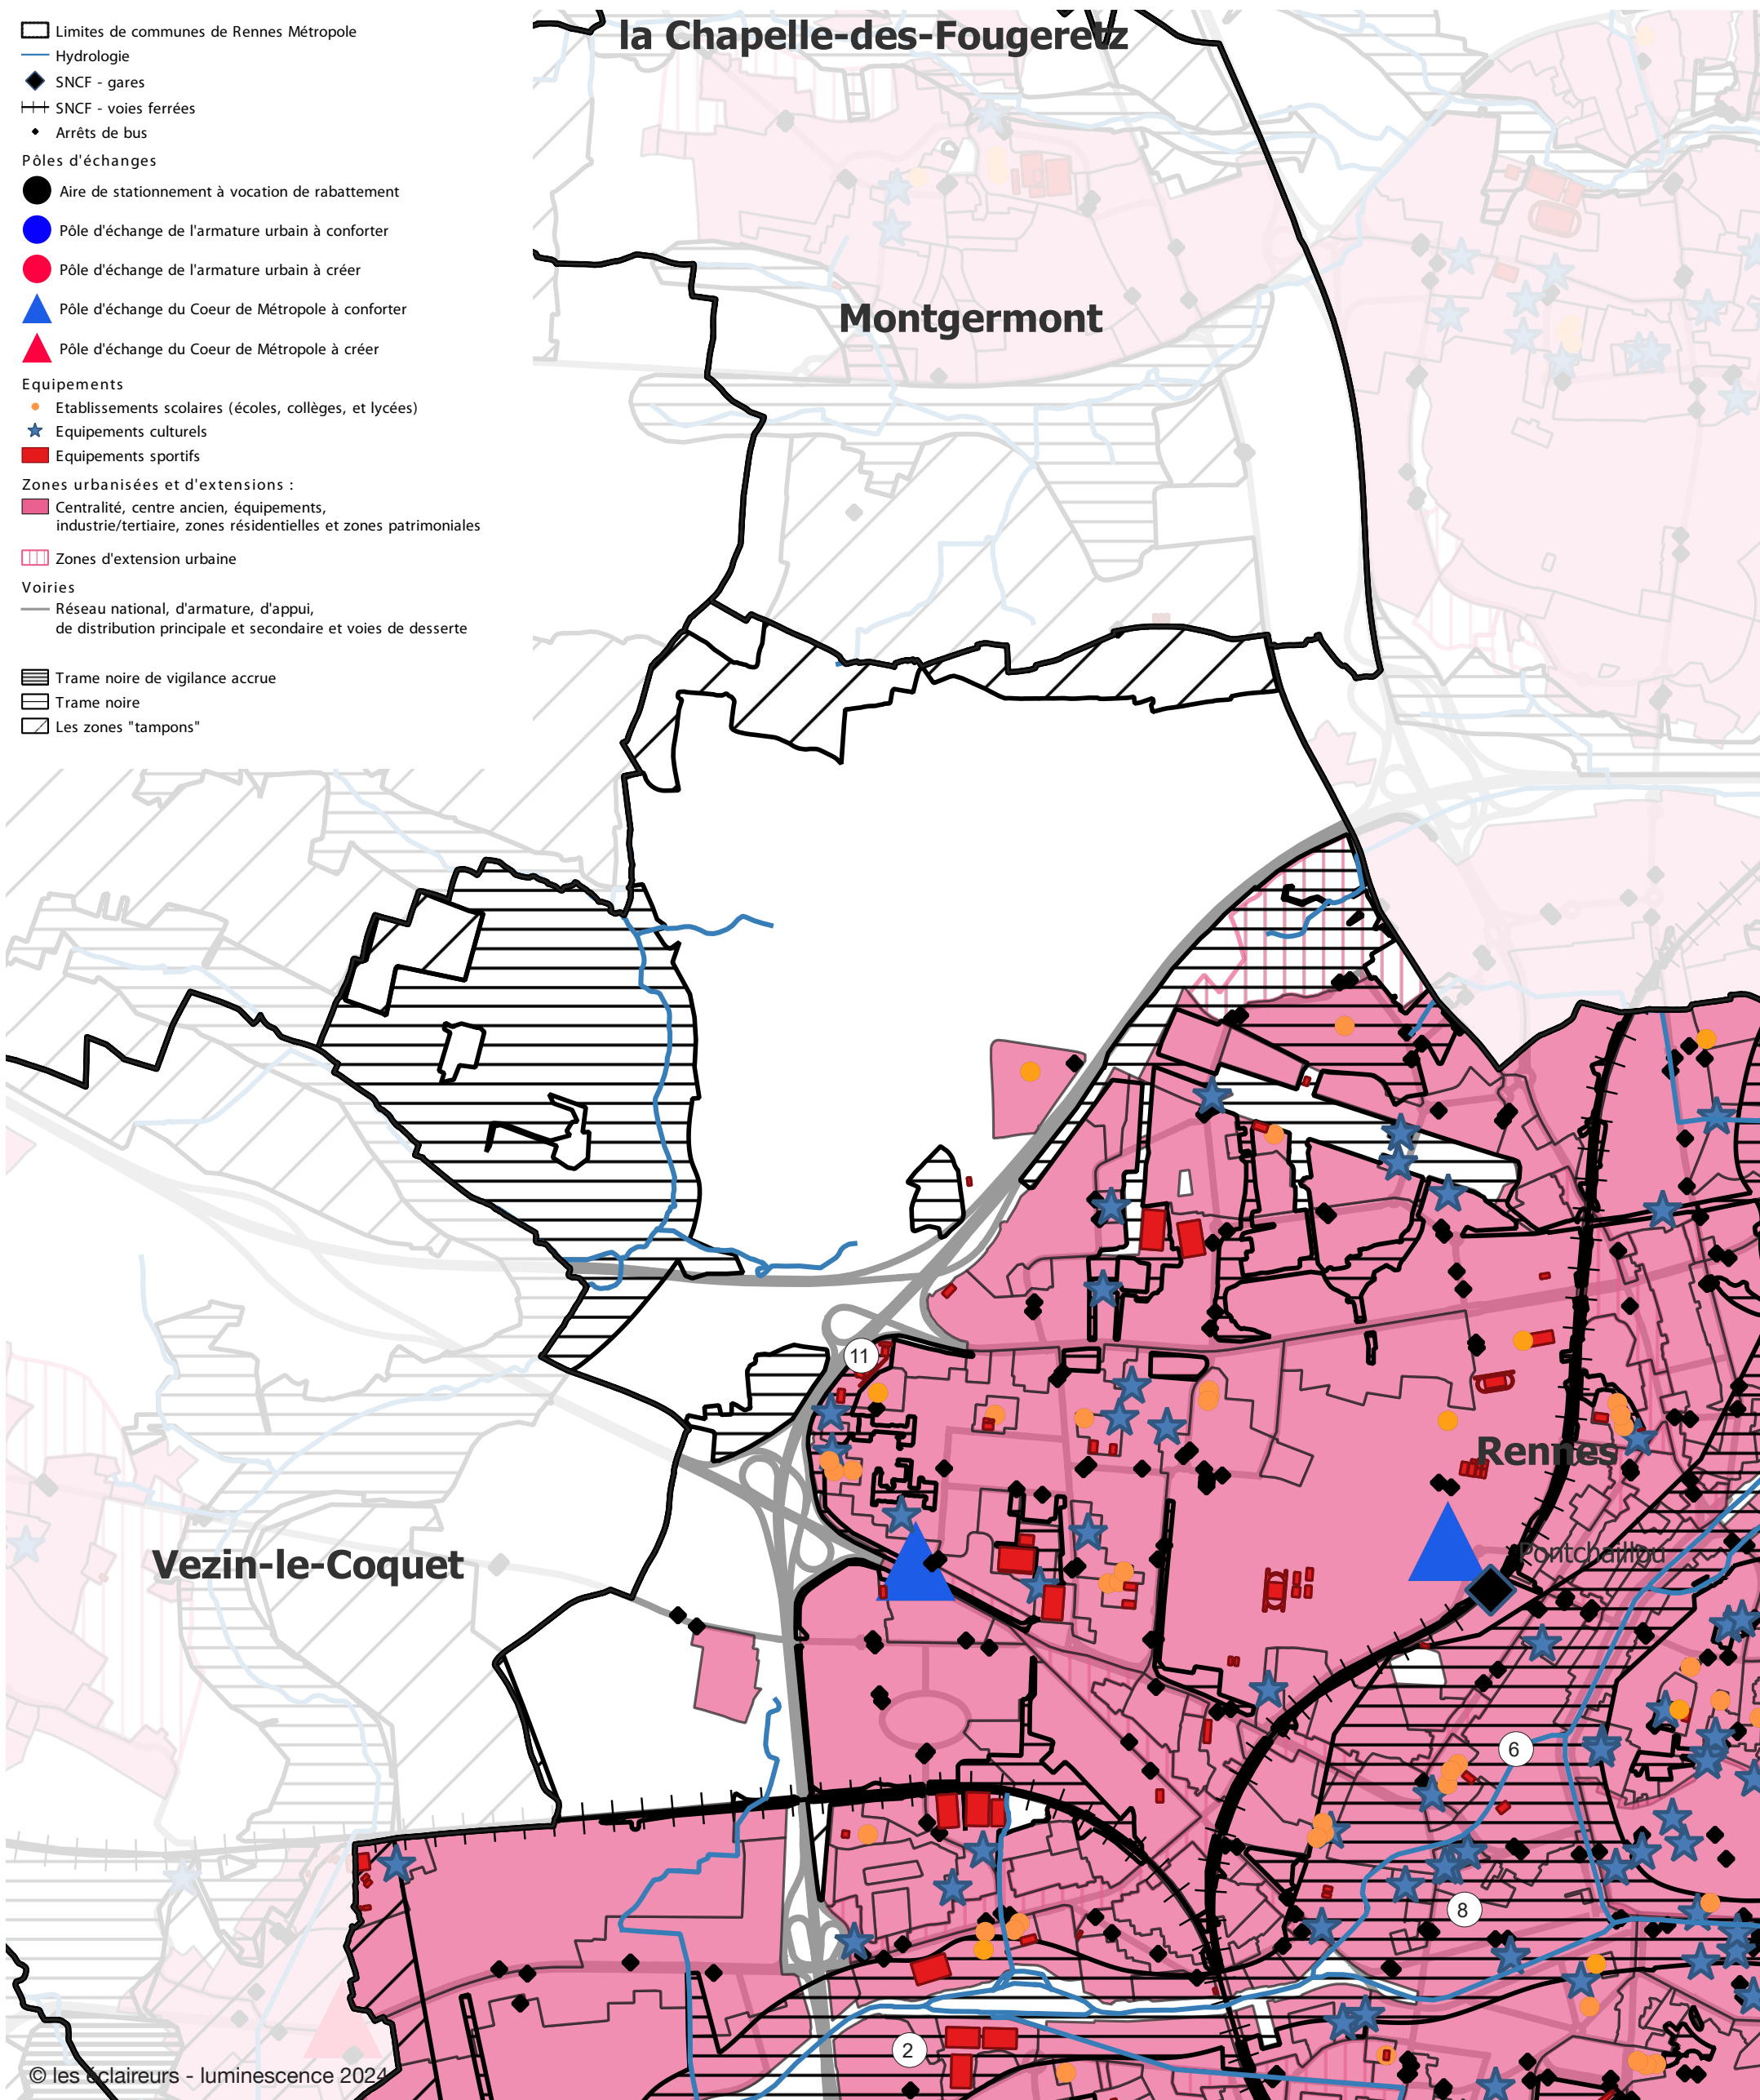 Limites de communes de Rennes Métropole
Hydrologie
SNCF - gares
SNCF - voies ferrées
Arrêts de bus
Pôles d'échanges
Aire de stationnement à vocation de rabattement
Pôle d'échange de l'armature urbain à conforter
Pôle d'échange de l'armature urbain à créer
Pôle d'échange du Coeur de Métropole à conforter
Pôle d'échange du Coeur de Métropole à créer
Equipements
Etablissements scolaires (écoles, collèges, et lycées)
Equipements culturels
Equipements sportifs
Zones urbanisées et d'extensions :
Centralité, centre ancien, équipements,
industrie/tertiaire, zones résidentielles et zones patrimoniales
Zones d'extension urbaine
Voiries
Réseau national, d'armature, d'appui,
de distribution principale et secondaire et voies de desserte
Trame noire de vigilance accrue
Trame noire
Les zones "tampons"
la Chapelle-des-Fougeretz
Montgermont
11
Rennes
Pontchaillou
Vezin-le-Coquet
6
8
2
© les éclaireurs - luminescence 2024